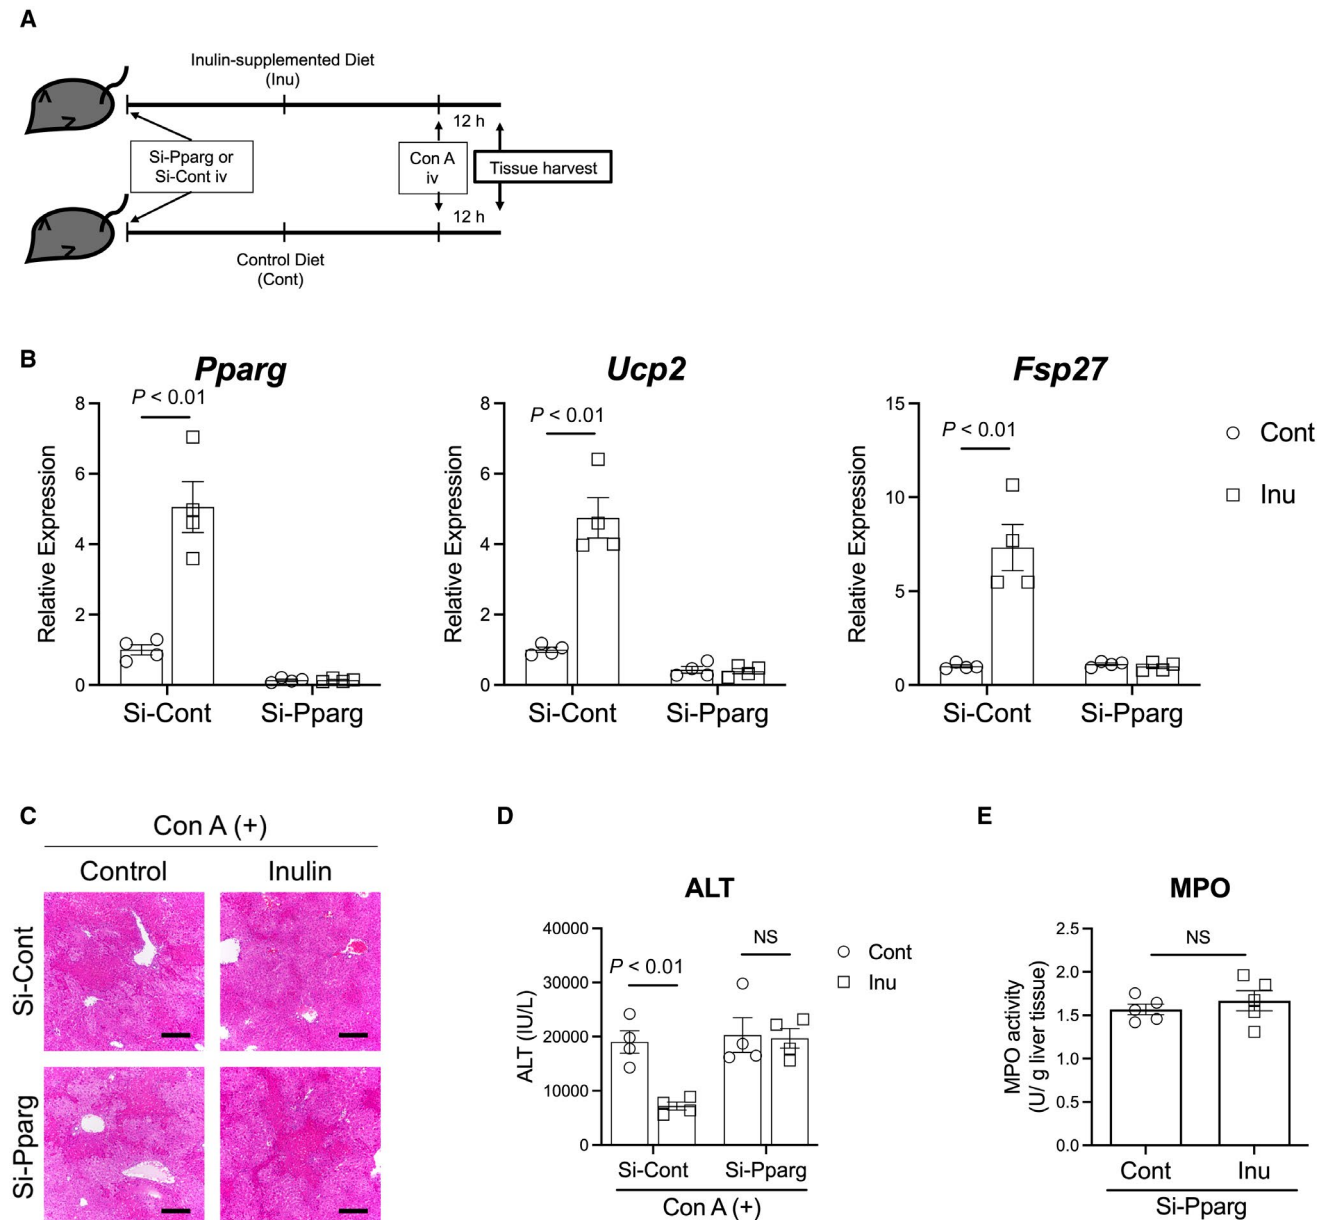 A
Inulin-supplemented Diet
(Inu)
12 h
Si-Pparg or
Si-Cont iv
Con A
iv
Tissue harvest
12 h
Control Diet
(Cont)
B
Pparg
P < 0.01
Relative Expression
8
6
4
2
0
Si-Cont
Si-Pparg
Ucp2
P < 0.01
Relative Expression
8
6
4
2
0
Si-Cont
Si-Pparg
Fsp27
P < 0.01
Relative Expression
15
10
5
0
Si-Cont
Si-Pparg
Cont
Inu
C
Con A (+)
Control
Inulin
Si-Cont
Si-Pparg
D
ALT
ALT (IU/L)
40000
30000
20000
10000
0
P < 0.01
NS
Cont
Inu
Si-Cont
Si-Pparg
Con A (+)
E
MPO
MPO activity
(U/ g liver tissue)
2.5
2.0
1.5
1.0
0.5
0.0
NS
Cont
Inu
Si-Pparg